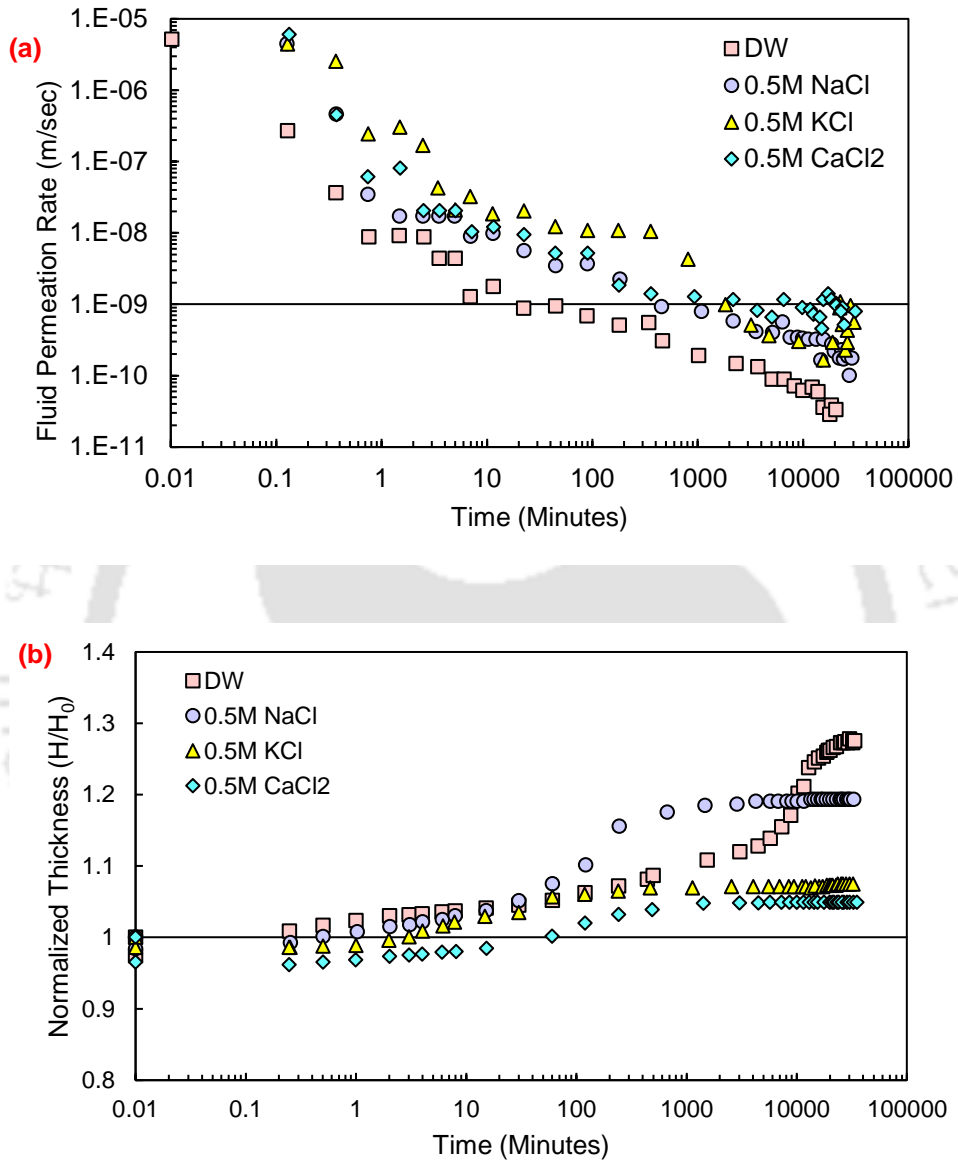 (a)
Fluid Permeation Rate (m/sec)
1.E-05
1.E-06
1.E-07
1.E-08
1.E-09
1.E-10
1.E-11
DW
0.5M NaCl
0.5M KCl
0.5M CaCl2
0.01 0.1 1 10 100 1000 10000 100000
Time (Minutes)
(b)
Normalized Thickness (H/H0)
1.4
1.3
1.2
1.1
1
0.9
0.8
DW
0.5M NaCl
0.5M KCl
0.5M CaCl2
0.01 0.1 1 10 100 1000 10000 100000
Time (Minutes)